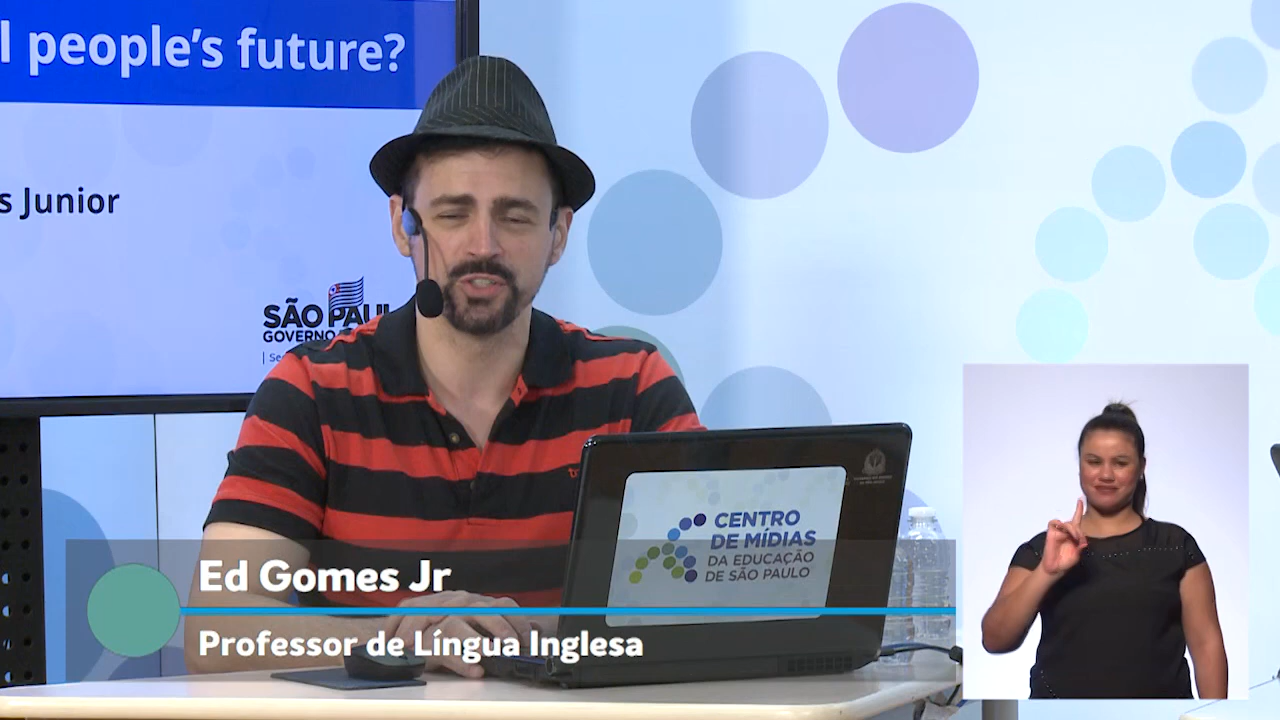 l people's future?
s Junior
SÃO PAUL
GOVERNO
| Se
CENTRO
DE MÍDIAS
DA EDUCAÇÃO
DE SÃO PAULO
Ed Gomes Jr
Professor de Língua Inglesa